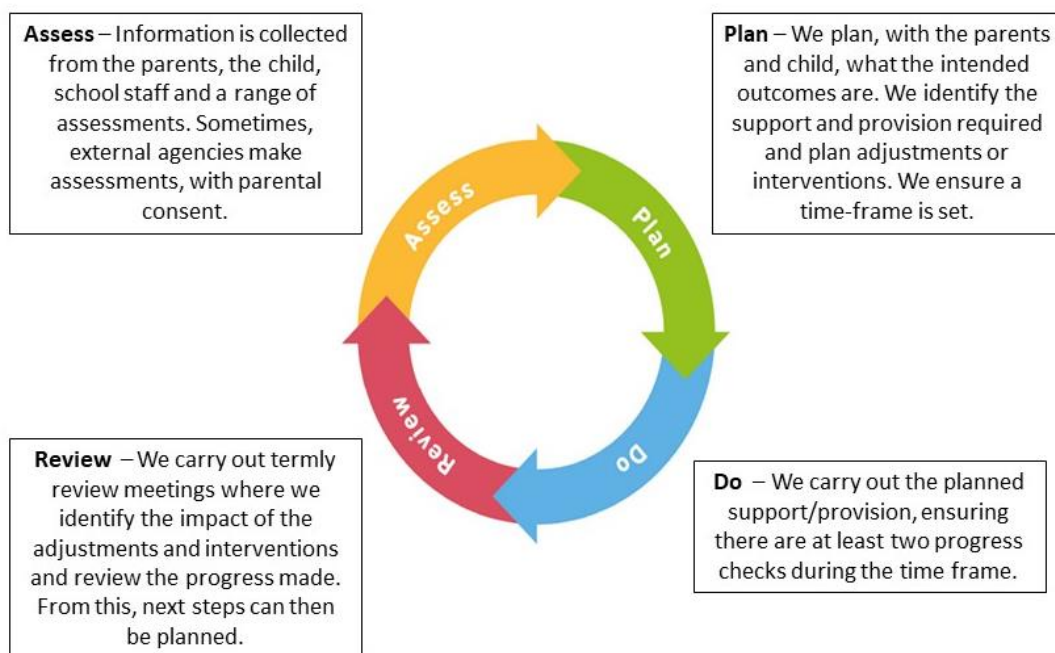 Assess – Information is collected
from the parents, the child,
school staff and a range of
assessments. Sometimes,
external agencies make
assessments, with parental
consent.
Plan – We plan, with the parents
and child, what the intended
outcomes are. We identify the
support and provision required
and plan adjustments or
interventions. We ensure a
time-frame is set.
Assess
Plan
Do
Review
Review – We carry out termly
review meetings where we
identify the impact of the
adjustments and interventions
and review the progress made.
From this, next steps can then
be planned.
Do – We carry out the planned
support/provision, ensuring
there are at least two progress
checks during the time frame.